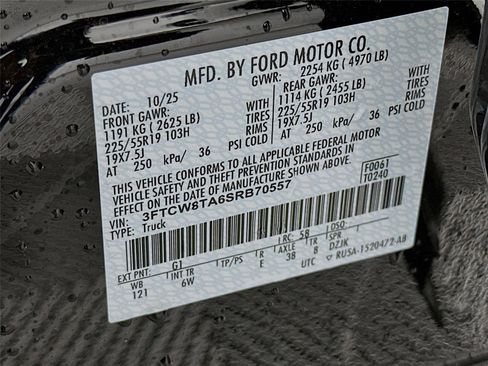 MFD. BY FORD MOTOR CO.
DATE: 10/25 GVWR: 2254 KG ( 4970 LB)
FRONT GAWR: REAR GAWR:
1191 KG ( 2625 LB) WITH 1114 KG ( 2455 LB) WITH
225/55R19 103H TIRES 225/55R19 103H TIRES
19X7.5J RIMS 19X7.5J RIMS
AT 250 kPa/ 36 PSI COLD AT 250 kPa/ 36 PSI COLD
THIS VEHICLE CONFORMS TO ALL APPLICABLE FEDERAL MOTOR
VEHICLE SAFETY AND THEFT PREVENTION STANDARDS IN
EFFECT ON THE DATE OF MANUFACTURE SHOWN ABOVE.
VIN: 3FTCW8TA6SRB70557 F0061
TYPE: Truck T0240
EXT PNT: G1 RC: 58 DSO:
WB INT TR TP/PS R AXLE TR SPR
121 6W E 38 8 DZJK
UTC RUSA-1520472-AB